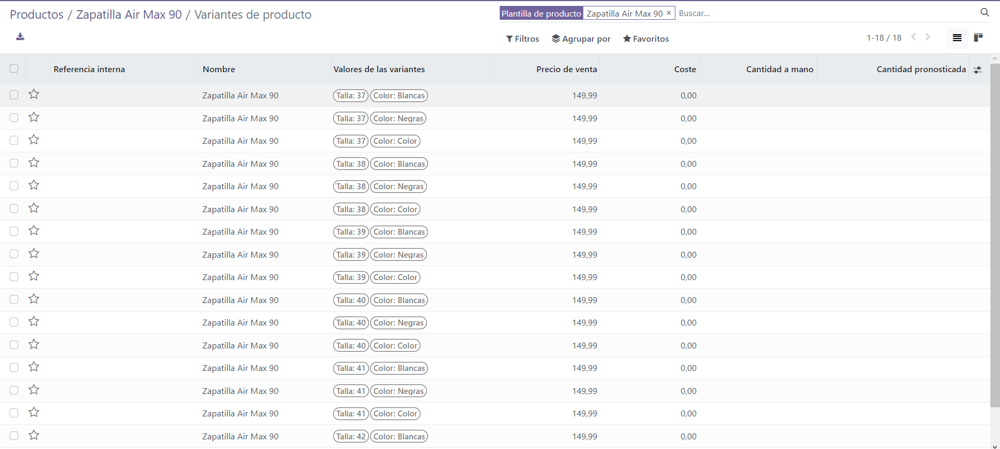 Productos / Zapatilla Air Max 90 / Variantes de producto
Plantilla de producto Zapatilla Air Max 90 × Buscar...
Filtros Agrupar por Favoritos 1-18 / 18
Referencia interna Nombre Valores de las variantes Precio de venta Coste Cantidad a mano Cantidad pronosticada
Zapatilla Air Max 90 Talla: 37 Color: Blancas 149,99 0,00
Zapatilla Air Max 90 Talla: 37 Color: Negras 149,99 0,00
Zapatilla Air Max 90 Talla: 37 Color: Color 149,99 0,00
Zapatilla Air Max 90 Talla: 38 Color: Blancas 149,99 0,00
Zapatilla Air Max 90 Talla: 38 Color: Negras 149,99 0,00
Zapatilla Air Max 90 Talla: 38 Color: Color 149,99 0,00
Zapatilla Air Max 90 Talla: 39 Color: Blancas 149,99 0,00
Zapatilla Air Max 90 Talla: 39 Color: Negras 149,99 0,00
Zapatilla Air Max 90 Talla: 39 Color: Color 149,99 0,00
Zapatilla Air Max 90 Talla: 40 Color: Blancas 149,99 0,00
Zapatilla Air Max 90 Talla: 40 Color: Negras 149,99 0,00
Zapatilla Air Max 90 Talla: 40 Color: Color 149,99 0,00
Zapatilla Air Max 90 Talla: 41 Color: Blancas 149,99 0,00
Zapatilla Air Max 90 Talla: 41 Color: Negras 149,99 0,00
Zapatilla Air Max 90 Talla: 41 Color: Color 149,99 0,00
Zapatilla Air Max 90 Talla: 42 Color: Blancas 149,99 0,00